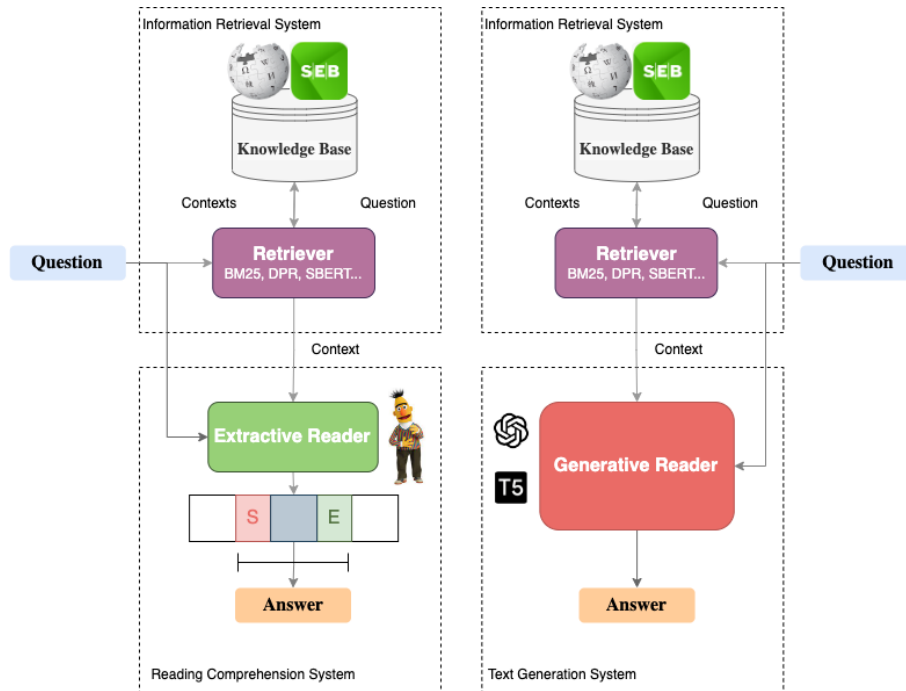 Information Retrieval System
S|E|B
Knowledge Base
Contexts
Question
Retriever
BM25, DPR, SBERT...
Question
Context
Extractive Reader
S
E
Answer
Reading Comprehension System
Information Retrieval System
S|E|B
Knowledge Base
Contexts
Question
Retriever
BM25, DPR, SBERT...
Question
Context
Generative Reader
T5
Answer
Text Generation System